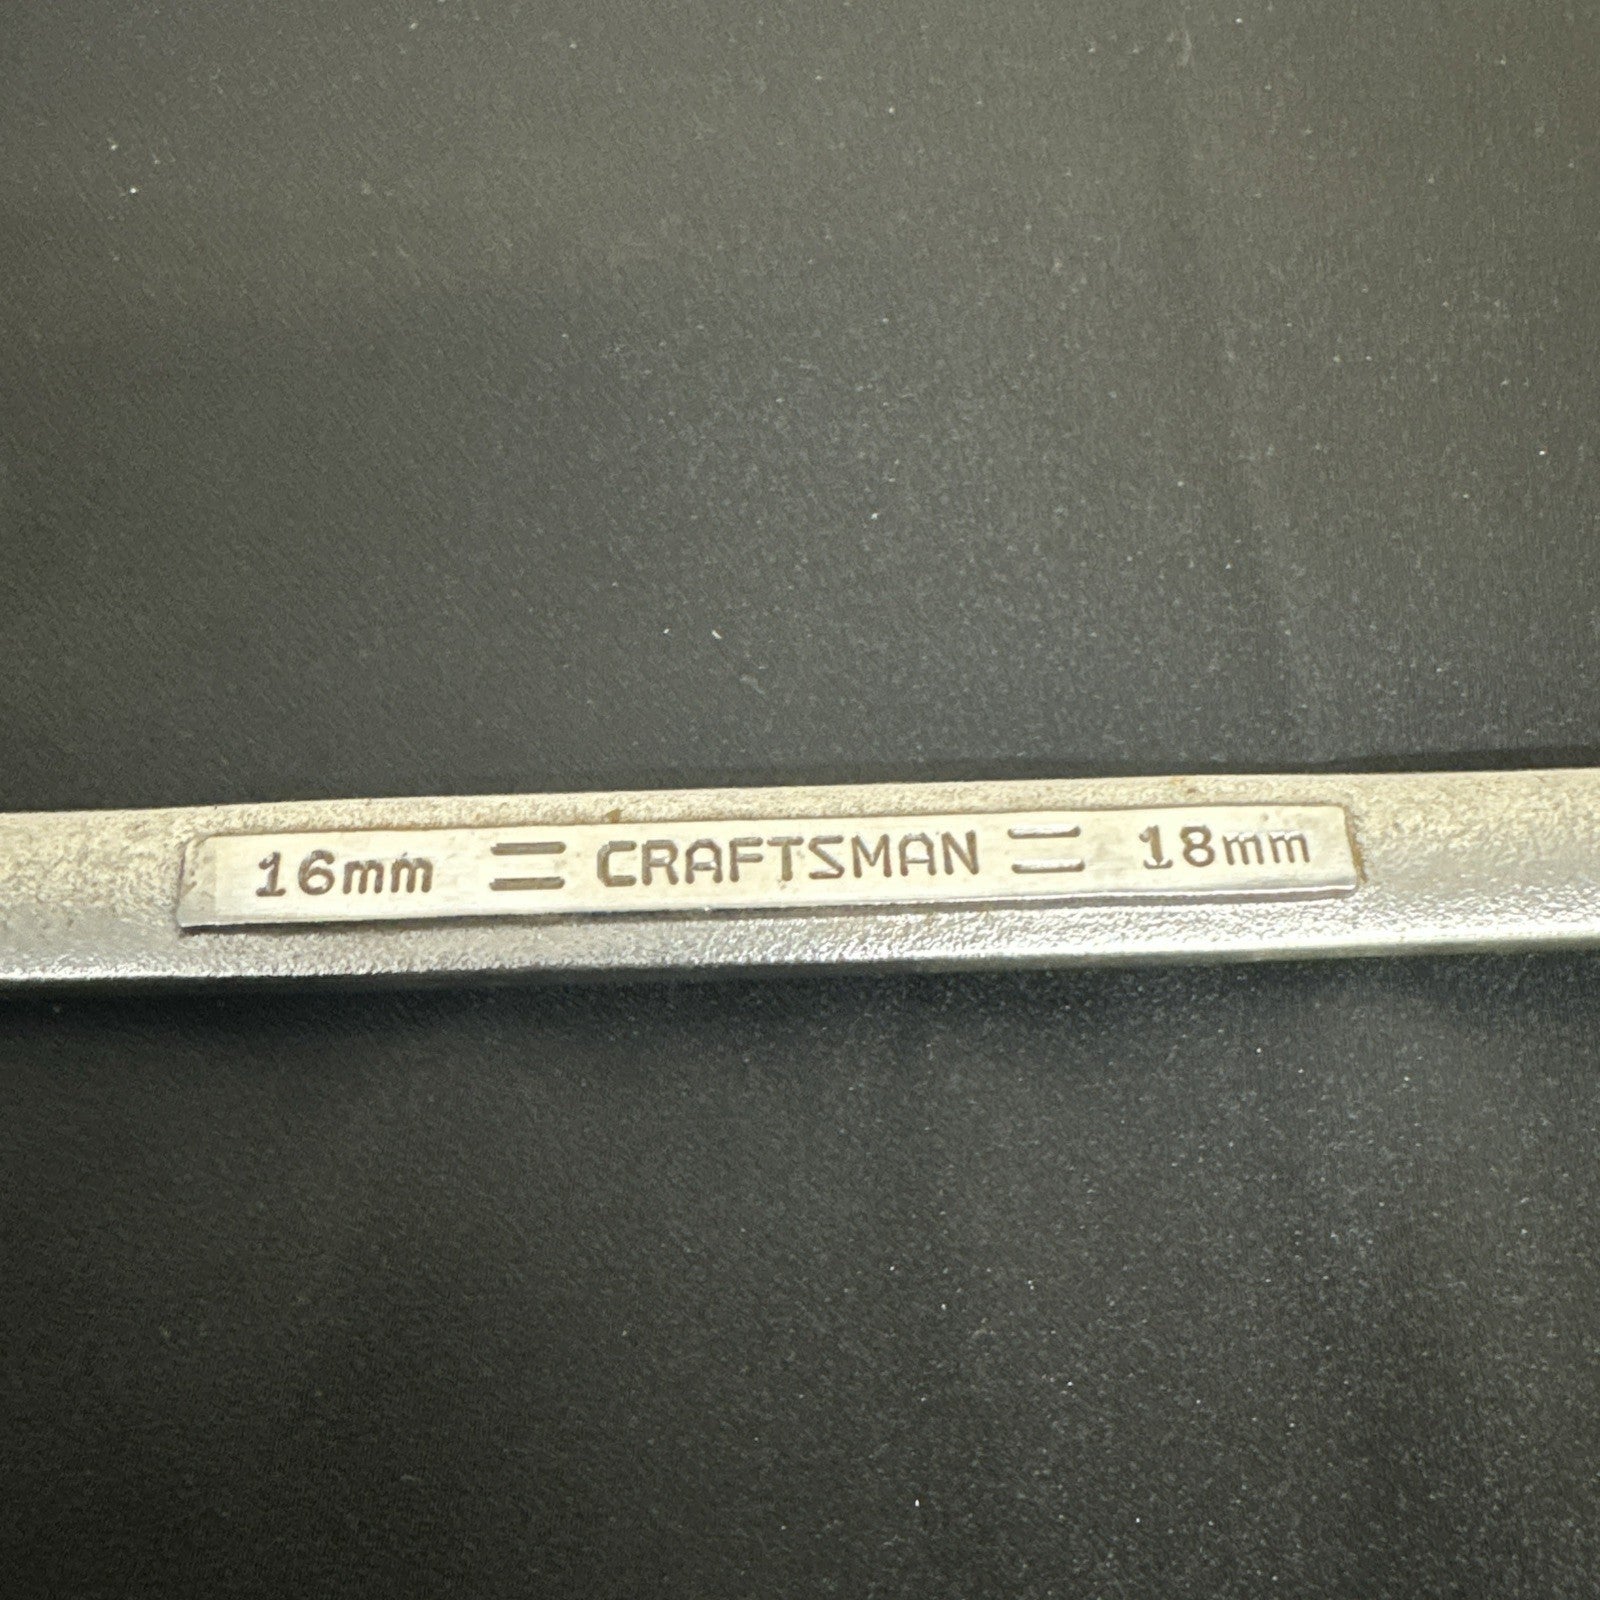 16mm = CRAFTSMAN = 18mm